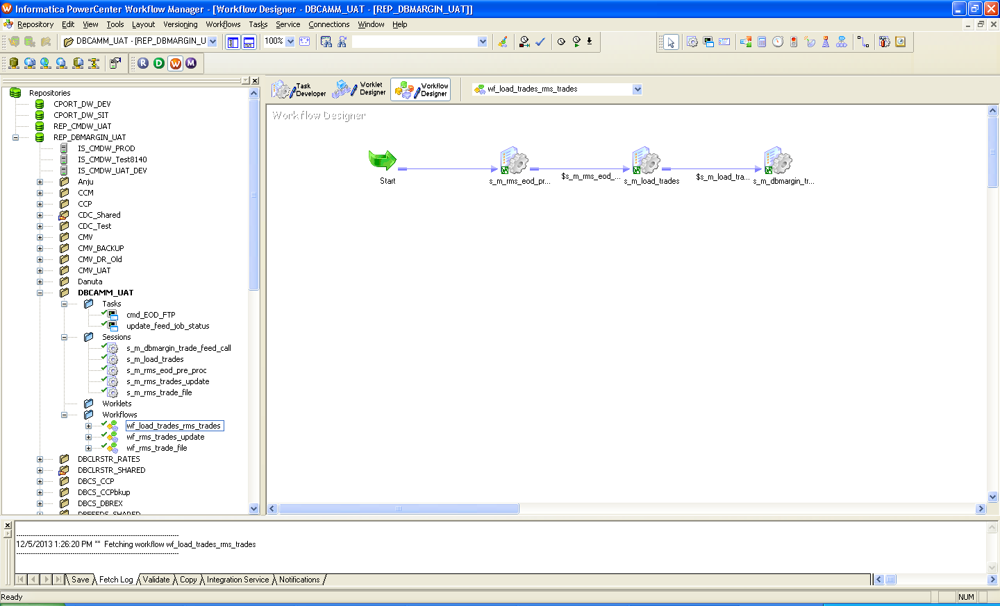 Informatica PowerCenter Workflow Manager - [Workflow Designer - DBCAMM_UAT - [REP_DBMARGIN_UAT]]
Repository Edit View Tools Layout Versioning Workflows Tasks Service Connections Window Help
DBCAMM_UAT - [REP_DBMARGIN_U
100%
R D W M
Task Developer
Worklet Designer
Workflow Designer
wf_load_trades_rms_trades
Repositories
CPORT_DW_DEV
CPORT_DW_SIT
REP_CMDW_UAT
REP_DBMARGIN_UAT
IS_CMDW_PROD
IS_CMDW_Test8140
IS_CMDW_UAT_DEV
Anju
CCM
CCP
CDC_Shared
CDC_Test
CMV
CMV_BACKUP
CMV_DR_Old
CMV_UAT
Danuta
DBCAMM_UAT
Tasks
cmd_EOD_FTP
update_feed_job_status
Sessions
s_m_dbmargin_trade_feed_call
s_m_load_trades
s_m_rms_eod_pre_proc
s_m_rms_trades_update
s_m_rms_trade_file
Worklets
Workflows
wf_load_trades_rms_trades
wf_rms_trades_update
wf_rms_trade_file
DBCLRSTR_RATES
DBCLRSTR_SHARED
DBCS_CCP
DBCS_CCPbkup
DBCS_DBREX
DBFEEDS_SHARED
Workflow Designer
Start
s_m_rms_eod_pr...
$s_m_rms_eod_...
s_m_load_trades
$s_m_load_tra...
s_m_dbmargin_tr...
12/5/2013 1:26:20 PM ** Fetching workflow wf_load_trades_rms_trades
Save Fetch Log Validate Copy Integration Service Notifications
Ready
NUM